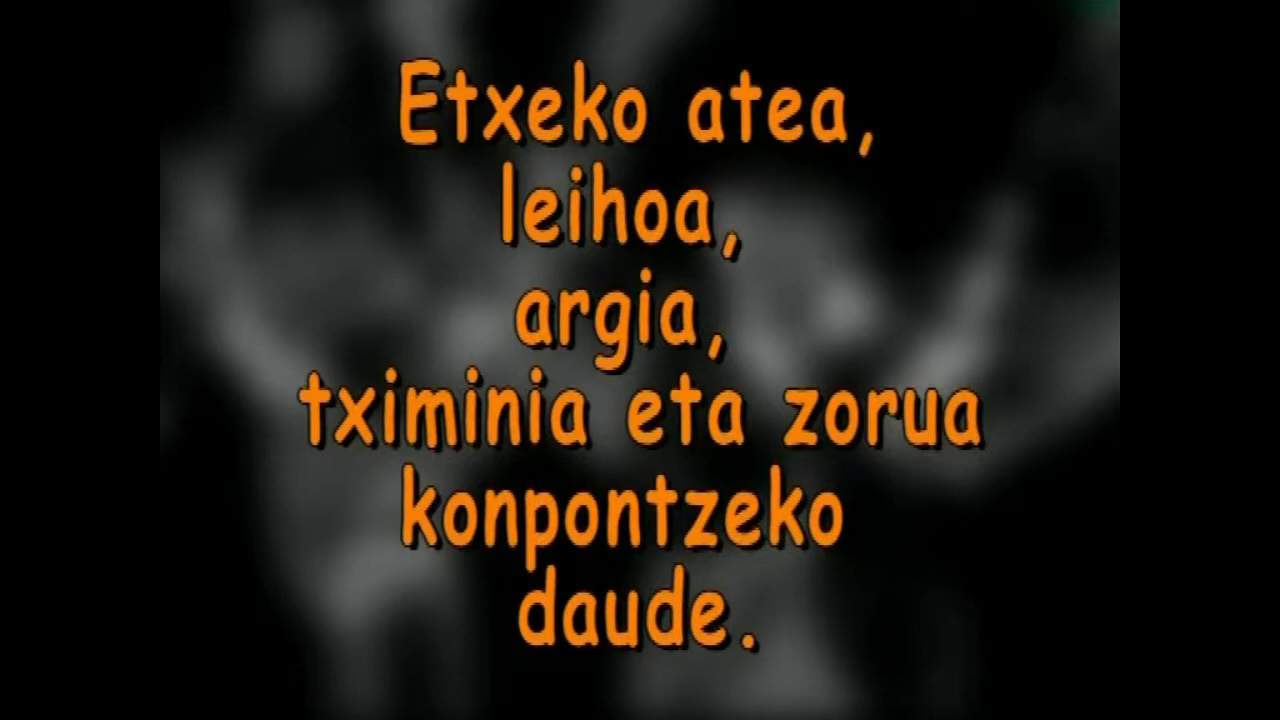 Etxeko atea,
leihoa,
argia,
tximinia eta zorua
konpontzeko
daude.